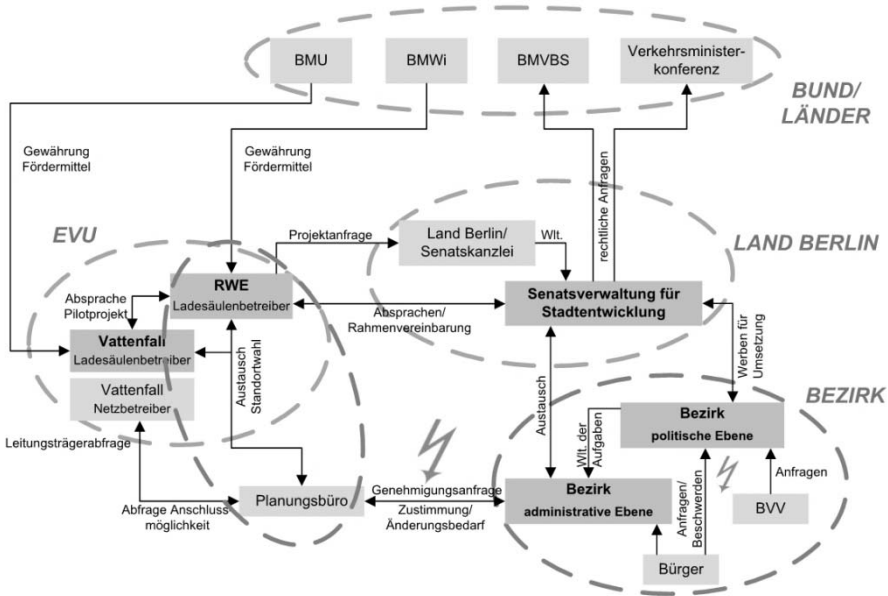 BMU
BMWi
BMVBS
Verkehrsminister-
konferenz
BUND/
LÄNDER
Gewährung
Fördermittel
Gewährung
Fördermittel
rechtliche Anfragen
EVU
Projektanfrage
Land Berlin/
Senatskanzlei
Wlt.
LAND BERLIN
RWE
Ladesäulenbetreiber
Absprache
Pilotprojekt
Absprachen/
Rahmenvereinbarung
Senatsverwaltung für
Stadtentwicklung
Vattenfall
Ladesäulenbetreiber
Austausch
Standortwahl
Werben für
Umsetzung
Vattenfall
Netzbetreiber
Austausch
BEZIRK
Leitungsträgerabfrage
Wlt. der
Aufgaben
Bezirk
politische Ebene
Planungsbüro
Genehmigungsanfrage
Zustimmung/
Änderungsbedarf
Bezirk
administrative Ebene
Anfragen/
Beschwerden
Anfragen
BVV
Abfrage Anschluss
möglichkeit
Bürger